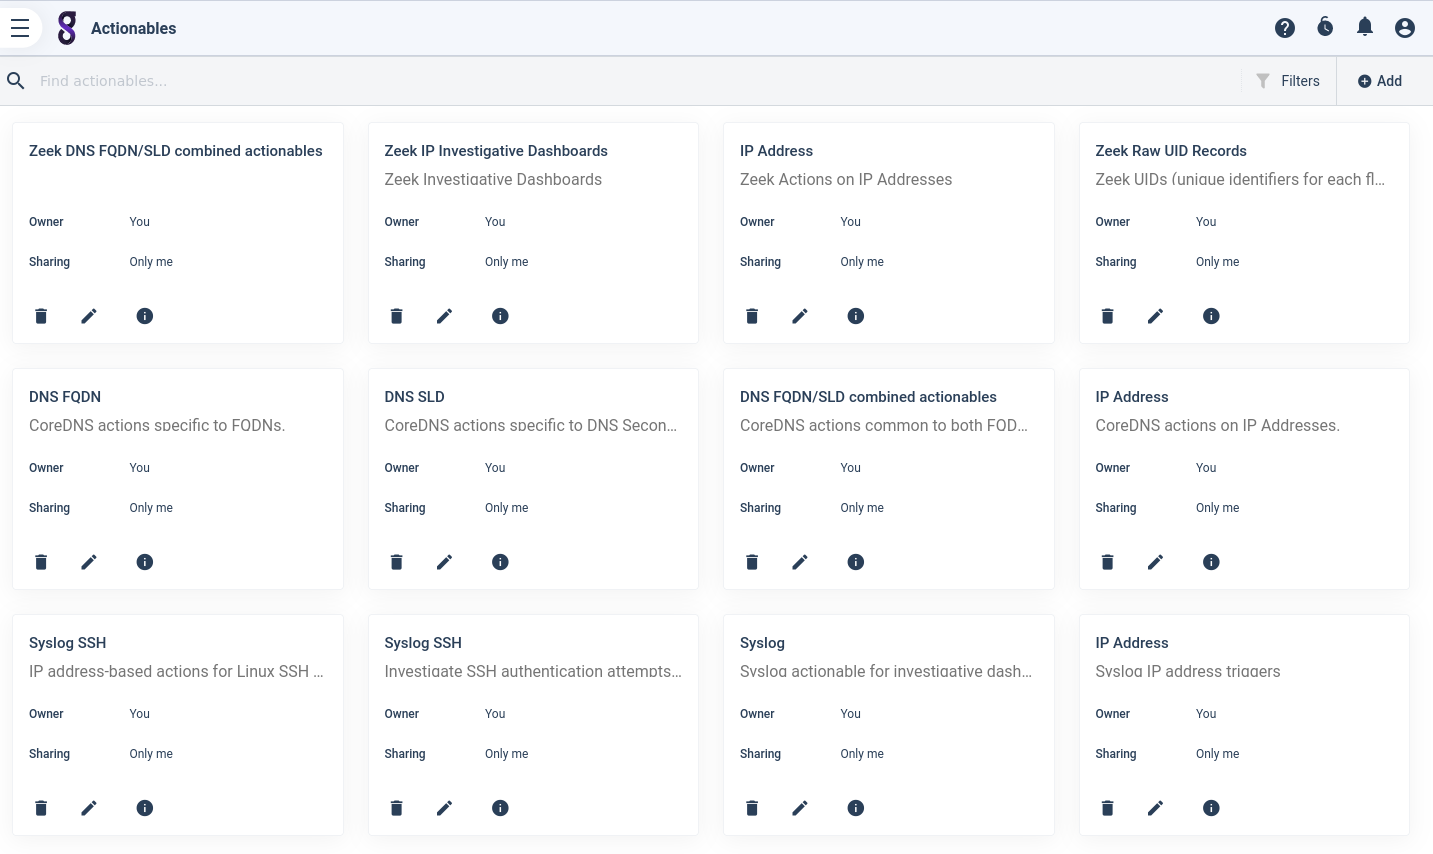 Actionables
Find actionables...
Filters
Add
Zeek DNS FQDN/SLD combined actionables
Owner You
Sharing Only me
Zeek IP Investigative Dashboards
Zeek Investigative Dashboards
Owner You
Sharing Only me
IP Address
Zeek Actions on IP Addresses
Owner You
Sharing Only me
Zeek Raw UID Records
Zeek UIDs (unique identifiers for each fl…
Owner You
Sharing Only me
DNS FQDN
CoreDNS actions specific to FQDNs.
Owner You
Sharing Only me
DNS SLD
CoreDNS actions specific to DNS Secon…
Owner You
Sharing Only me
DNS FQDN/SLD combined actionables
CoreDNS actions common to both FQD…
Owner You
Sharing Only me
IP Address
CoreDNS actions on IP Addresses.
Owner You
Sharing Only me
Syslog SSH
IP address-based actions for Linux SSH …
Owner You
Sharing Only me
Syslog SSH
Investigate SSH authentication attempts…
Owner You
Sharing Only me
Syslog
Syslog actionable for investigative dash…
Owner You
Sharing Only me
IP Address
Syslog IP address triggers
Owner You
Sharing Only me